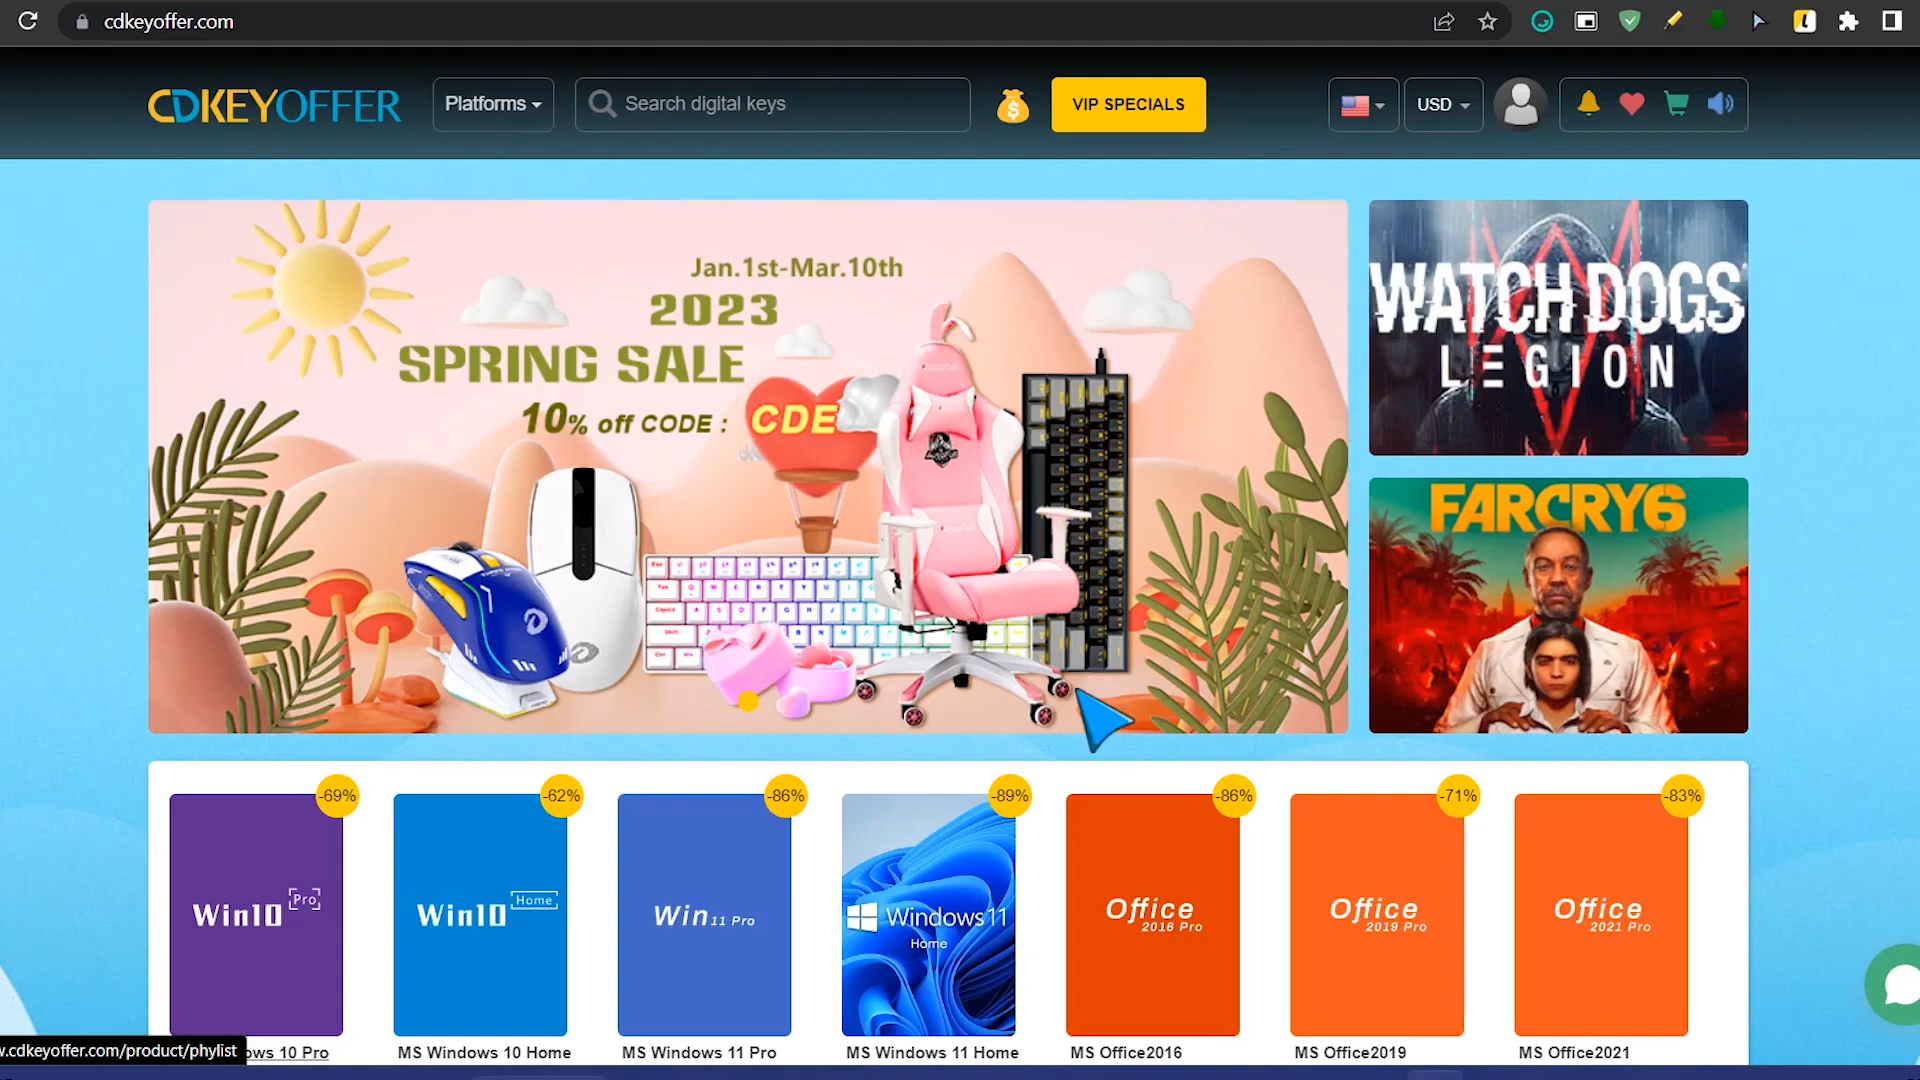 cdkeyoffer.com
CDKEYOFFER
Platforms
Search digital keys
VIP SPECIALS
USD
Jan.1st-Mar.10th
2023
SPRING SALE
10% off CODE :
CDE
WATCH DOGS
LEGION
FARCRY6
-69%
-62%
-86%
-89%
-86%
-71%
-83%
Win10 Pro
Win10 Home
Win 11 Pro
Windows11
Home
Office
2016 Pro
Office
2019 Pro
Office
2021 Pro
ows 10 Pro
MS Windows 10 Home
MS Windows 11 Pro
MS Windows 11 Home
MS Office2016
MS Office2019
MS Office2021
w.cdkeyoffer.com/product/phylist